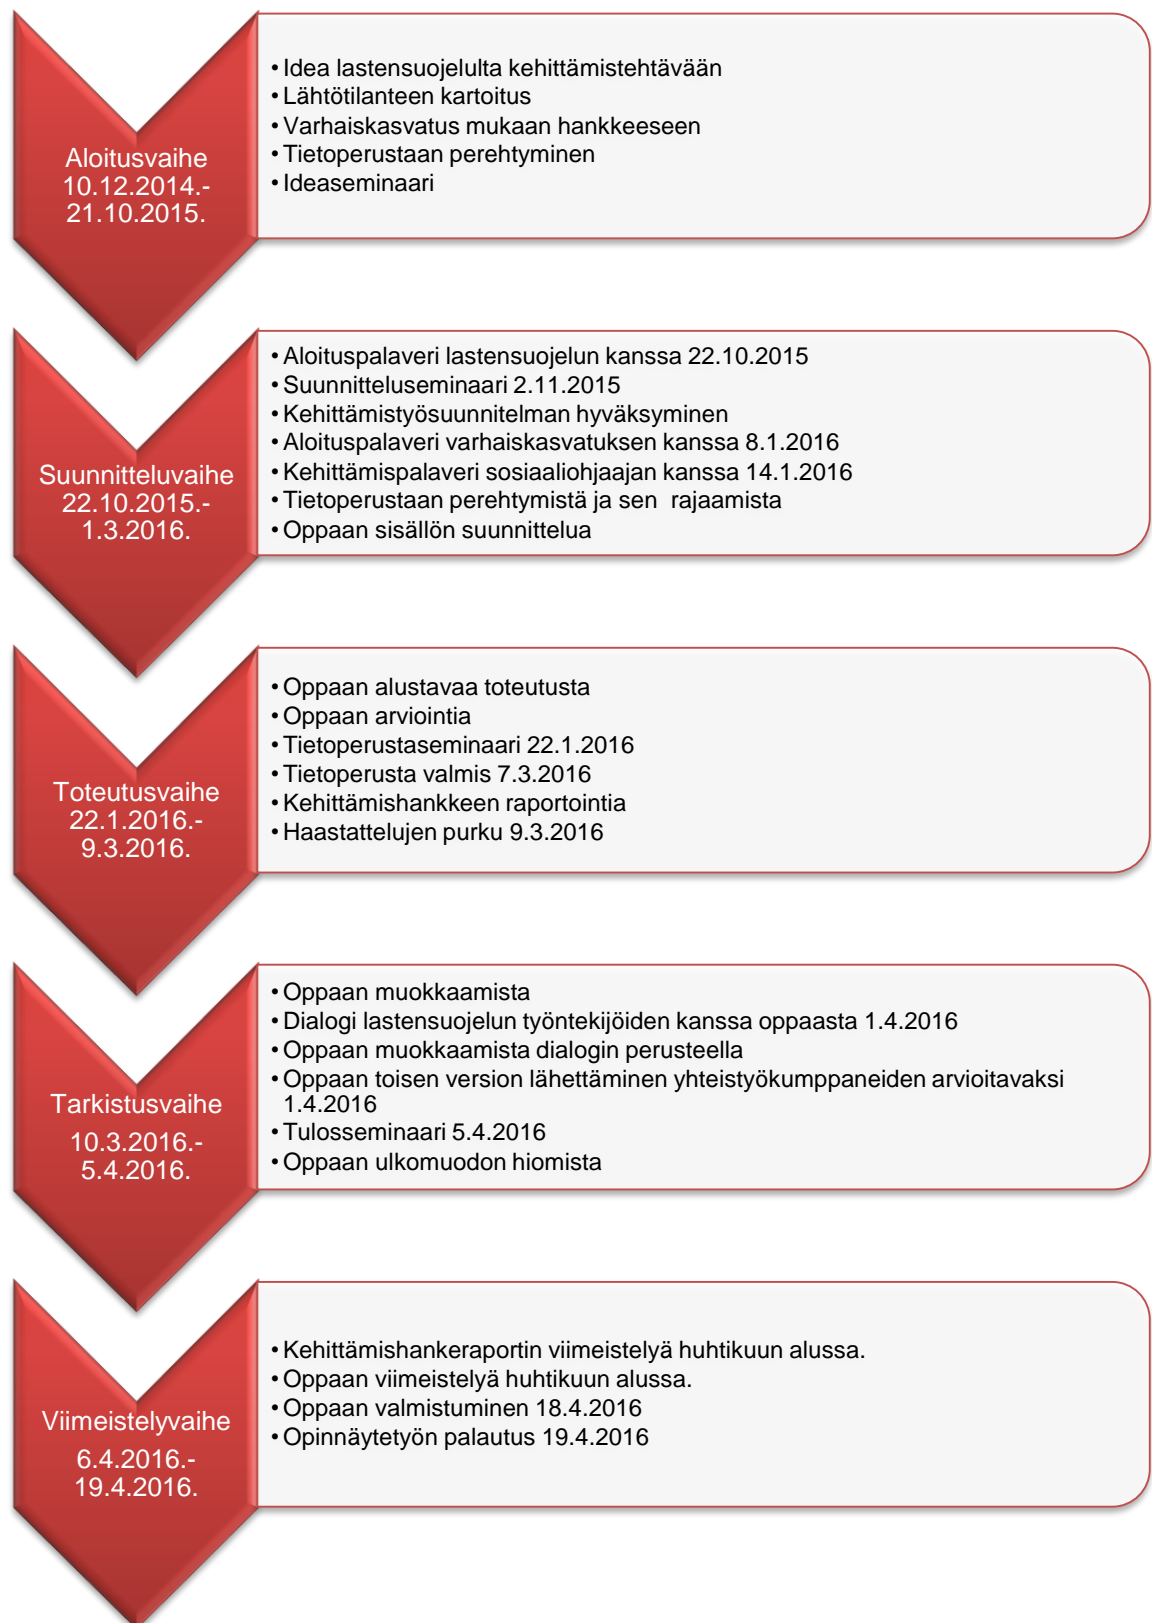 Aloitusvaihe
10.12.2014.-
21.10.2015.
• Idea lastensuojelulta kehittämistehtävään
• Lähtötilanteen kartoitus
• Varhaiskasvatus mukaan hankkeeseen
• Tietoperustaan perehtyminen
• Ideaseminaari
Suunnitteluvaihe
22.10.2015.-
1.3.2016.
• Aloituspalaveri lastensuojelun kanssa 22.10.2015
• Suunnitteluseminaari 2.11.2015
• Kehittämistyösuunnitelman hyväksyminen
• Aloituspalaveri varhaiskasvatuksen kanssa 8.1.2016
• Kehittämispalaveri sosiaaliohjaajan kanssa 14.1.2016
• Tietoperustaan perehtymistä ja sen rajaamista
• Oppaan sisällön suunnittelua
Toteutusvaihe
22.1.2016.-
9.3.2016.
• Oppaan alustavaa toteutusta
• Oppaan arviointia
• Tietoperustaseminaari 22.1.2016
• Tietoperusta valmis 7.3.2016
• Kehittämishankkeen raportointia
• Haastattelujen purku 9.3.2016
Tarkistusvaihe
10.3.2016.-
5.4.2016.
• Oppaan muokkaamista
• Dialogi lastensuojelun työntekijöiden kanssa oppaasta 1.4.2016
• Oppaan muokkaamista dialogin perusteella
• Oppaan toisen version lähettäminen yhteistyökumppaneiden arvioitavaksi
1.4.2016
• Tulosseminaari 5.4.2016
• Oppaan ulkomuodon hiomista
Viimeistelyvaihe
6.4.2016.-
19.4.2016.
• Kehittämishankeraportin viimeistelyä huhtikuun alussa.
• Oppaan viimeistelyä huhtikuun alussa.
• Oppaan valmistuminen 18.4.2016
• Opinnäytetyön palautus 19.4.2016